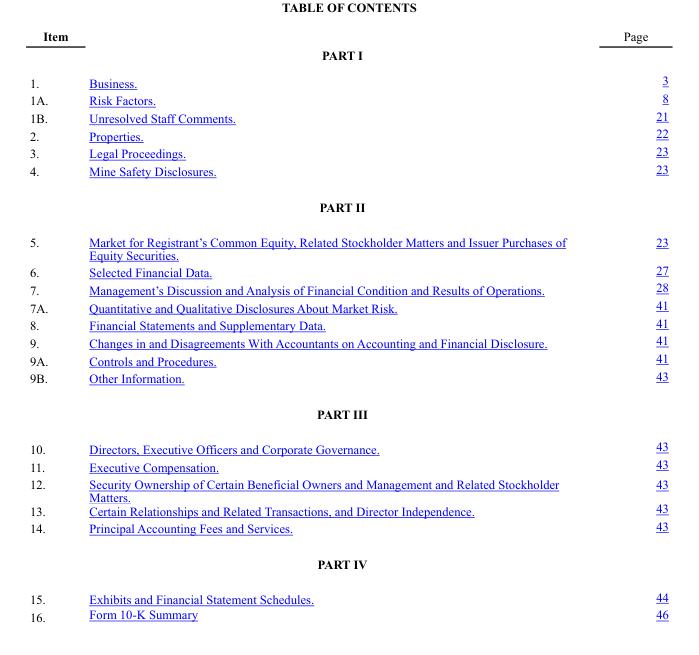 TABLE OF CONTENTS
Item Page
PART I
1. Business. 3
1A. Risk Factors. 8
1B. Unresolved Staff Comments. 21
2. Properties. 22
3. Legal Proceedings. 23
4. Mine Safety Disclosures. 23
PART II
5. Market for Registrant’s Common Equity, Related Stockholder Matters and Issuer Purchases of 23
Equity Securities.
6. Selected Financial Data. 27
7. Management’s Discussion and Analysis of Financial Condition and Results of Operations. 28
7A. Quantitative and Qualitative Disclosures About Market Risk. 41
8. Financial Statements and Supplementary Data. 41
9. Changes in and Disagreements With Accountants on Accounting and Financial Disclosure. 41
9A. Controls and Procedures. 41
9B. Other Information. 43
PART III
10. Directors, Executive Officers and Corporate Governance. 43
11. Executive Compensation. 43
12. Security Ownership of Certain Beneficial Owners and Management and Related Stockholder 43
Matters.
13. Certain Relationships and Related Transactions, and Director Independence. 43
14. Principal Accounting Fees and Services. 43
PART IV
15. Exhibits and Financial Statement Schedules. 44
16. Form 10-K Summary 46